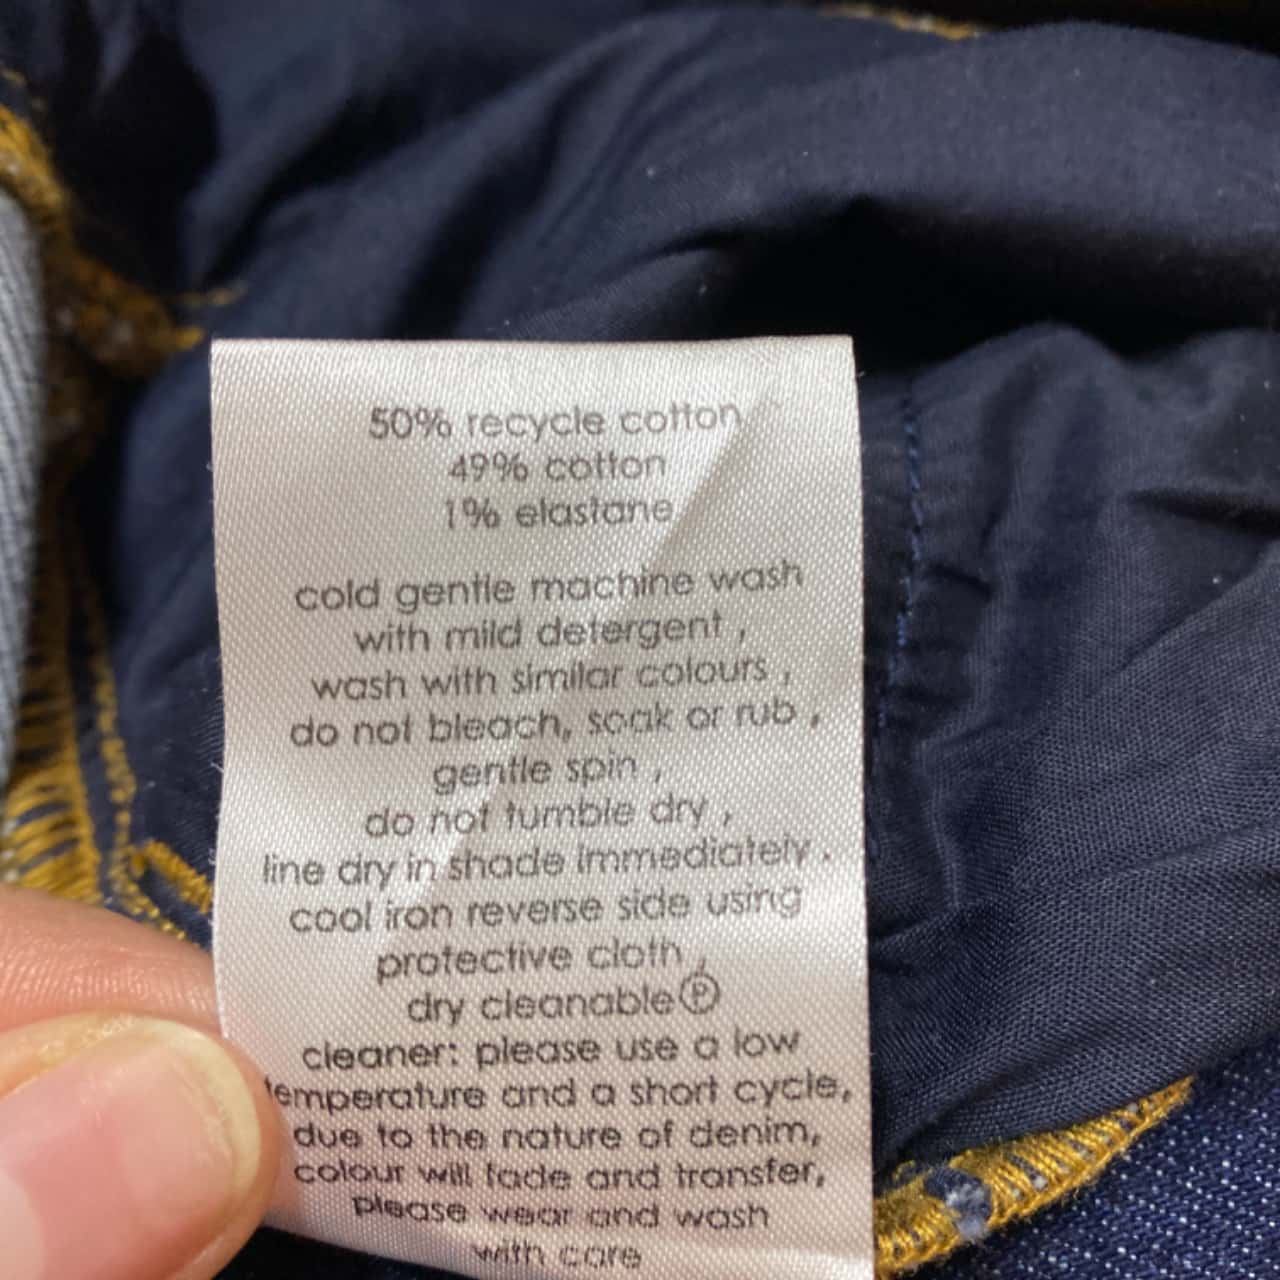 50% recycle cotton
49% cotton
1% elastane
cold gentle machine wash
with mild detergent ,
wash with similar colours ,
do not bleach, soak or rub ,
gentle spin ,
do not tumble dry ,
line dry in shade immediately .
cool iron reverse side using
protective cloth ,
dry cleanable Ⓟ
cleaner: please use a low
temperature and a short cycle,
due to the nature of denim,
colour will fade and transfer,
please wear and wash
with care